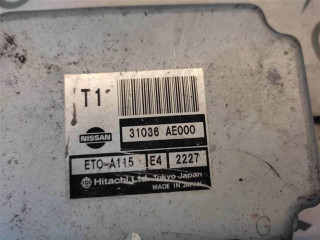 T1
NISSAN
31036 AE000
ETO-A115 E4 2227
Hitachi Ltd. Tokyo Japan
MADE IN JAPAN